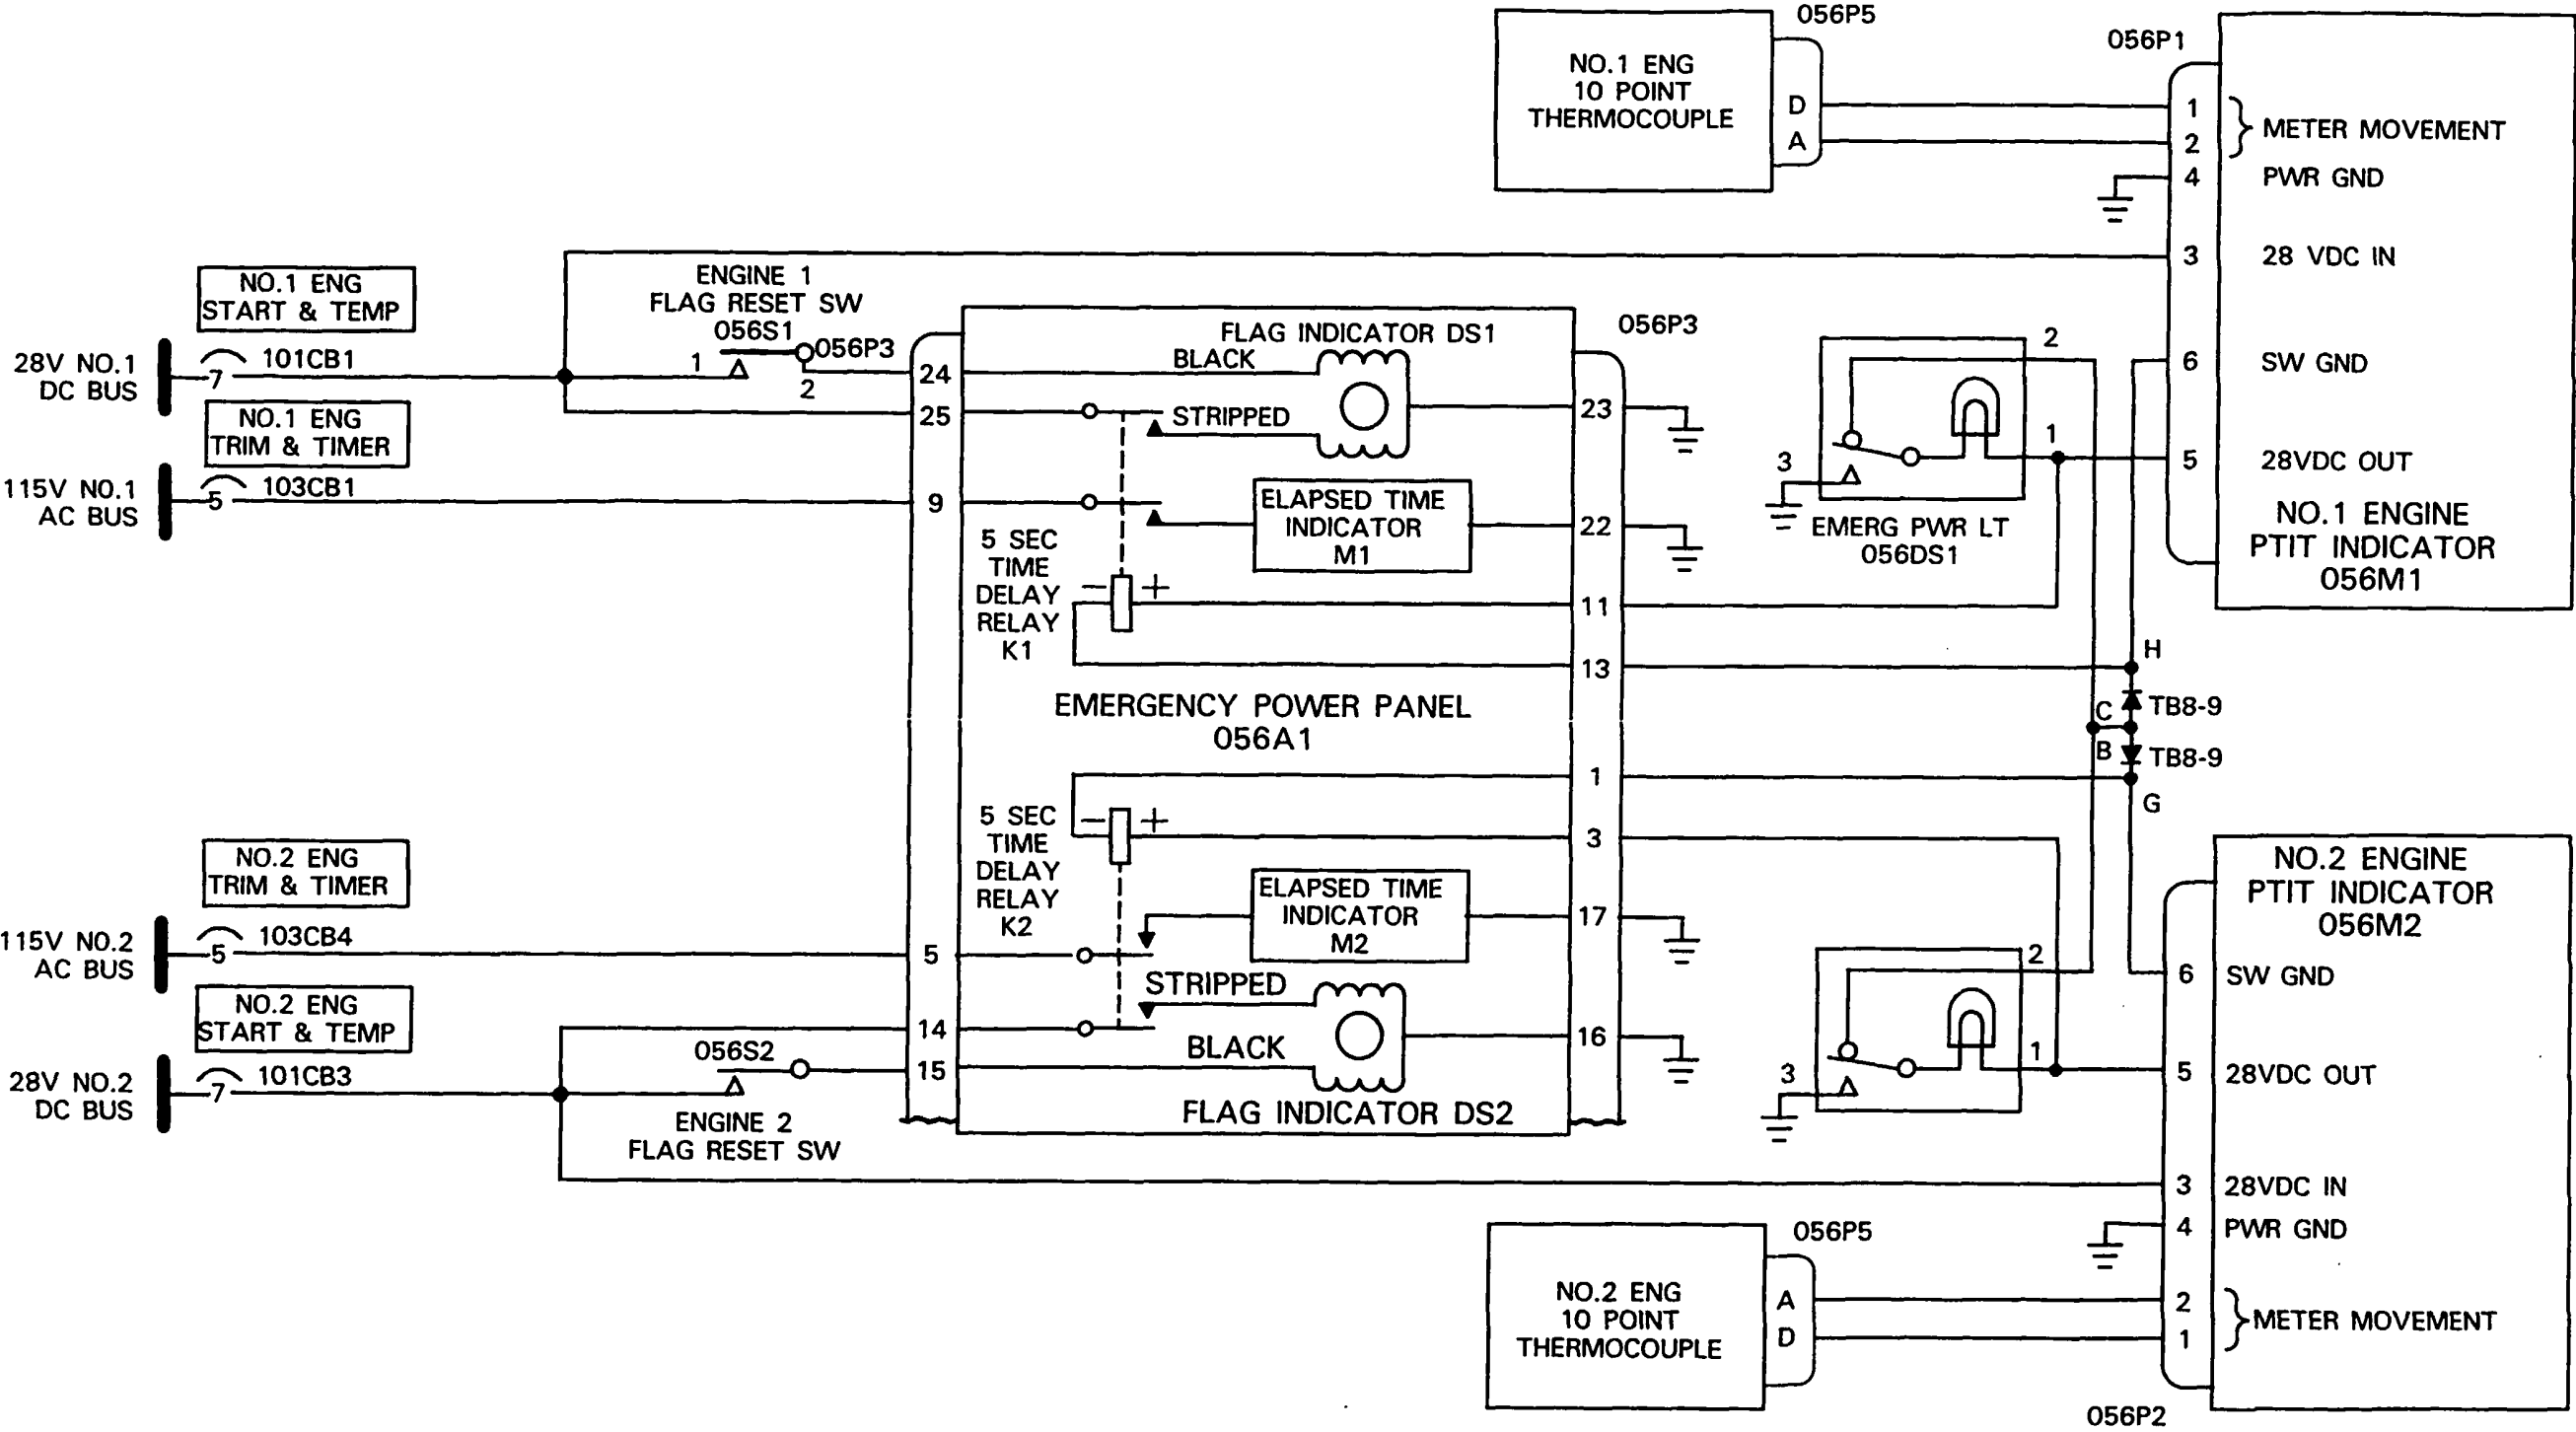 056P5
NO.1 ENG
10 POINT
THERMOCOUPLE
D
A
056P1
1
2
METER MOVEMENT
4
PWR GND
3
28 VDC IN
6
SW GND
5
28VDC OUT
NO.1 ENGINE
PTIT INDICATOR
056M1
NO.1 ENG
START & TEMP
28V NO.1
DC BUS
7
101CB1
NO.1 ENG
TRIM & TIMER
115V NO.1
AC BUS
5
103CB1
ENGINE 1
FLAG RESET SW
056S1
1
2
056P3
24
25
9
FLAG INDICATOR DS1
BLACK
STRIPPED
ELAPSED TIME
INDICATOR
M1
5 SEC
TIME
DELAY
RELAY
K1
-
+
056P3
23
22
11
13
2
1
3
EMERG PWR LT
056DS1
H
TB8-9
C
B
TB8-9
G
EMERGENCY POWER PANEL
056A1
1
3
17
16
5 SEC
TIME
DELAY
RELAY
K2
-
+
ELAPSED TIME
INDICATOR
M2
STRIPPED
BLACK
FLAG INDICATOR DS2
NO.2 ENG
TRIM & TIMER
115V NO.2
AC BUS
5
103CB4
5
NO.2 ENG
START & TEMP
28V NO.2
DC BUS
7
101CB3
14
15
056S2
ENGINE 2
FLAG RESET SW
2
1
3
NO.2 ENGINE
PTIT INDICATOR
056M2
6
SW GND
5
28VDC OUT
3
28VDC IN
4
PWR GND
2
1
METER MOVEMENT
056P2
056P5
NO.2 ENG
10 POINT
THERMOCOUPLE
A
D